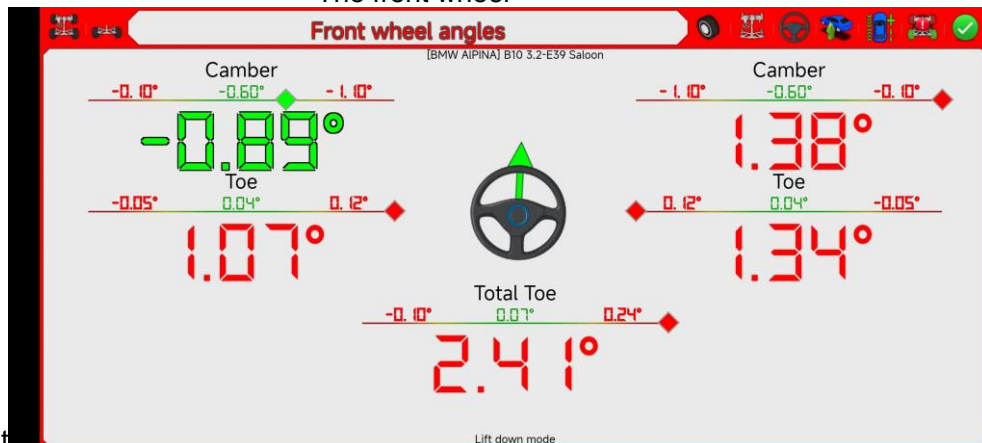 The front wheel
Front wheel angles
[BMW AlPINA] B10 3.2-E39 Saloon
Camber
-0.10° -0.60° -1.10°
-0.89°
Toe
-0.05° 0.04° 0.12°
1.07°
Camber
-1.10° -0.60° -0.10°
1.38°
Toe
0.12° 0.04° -0.05°
1.34°
Total Toe
-0.10° 0.07° 0.24°
2.41°
Lift down mode
t